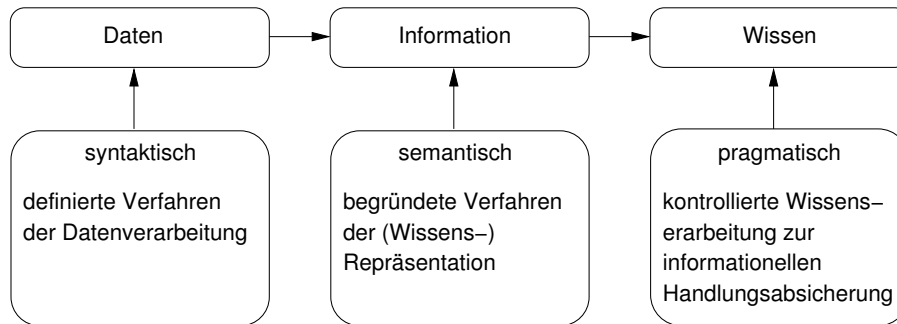 Daten
Information
Wissen
syntaktisch
definierte Verfahren
der Datenverarbeitung
semantisch
begründete Verfahren
der (Wissens−)
Repräsentation
pragmatisch
kontrollierte Wissens−
erarbeitung zur
informationellen
Handlungsabsicherung